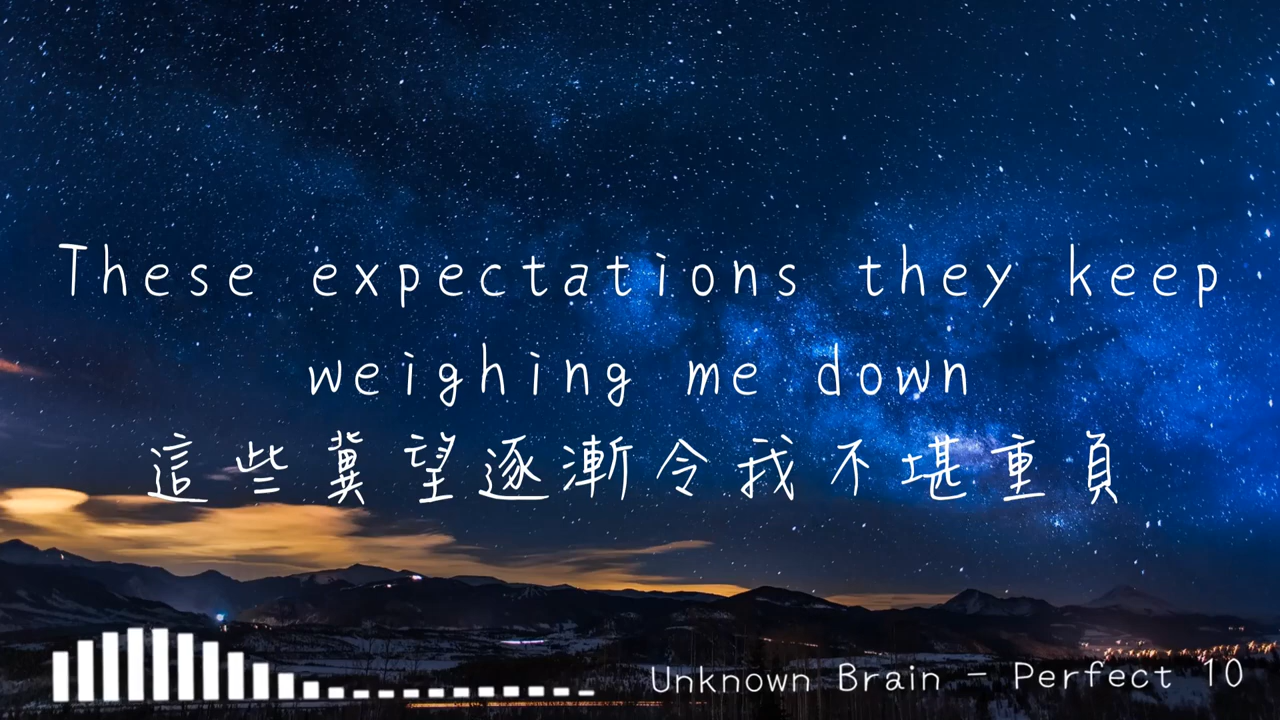 These expectations they keep
weighing me down
這些冀望逐漸令我不堪重負
Unknown Brain - Perfect 10